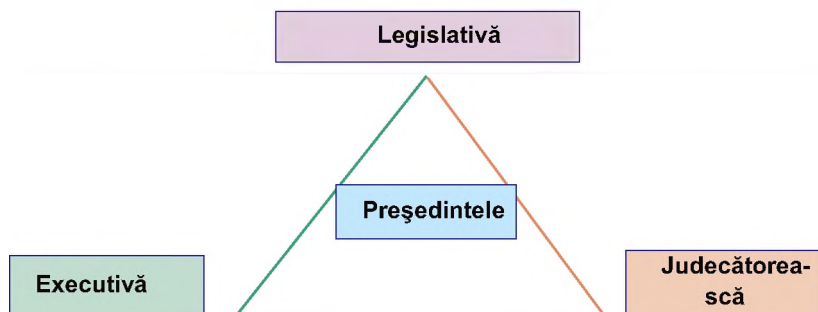 Legislativă
Preşedintele
Executivă
Judecătorea-
scă